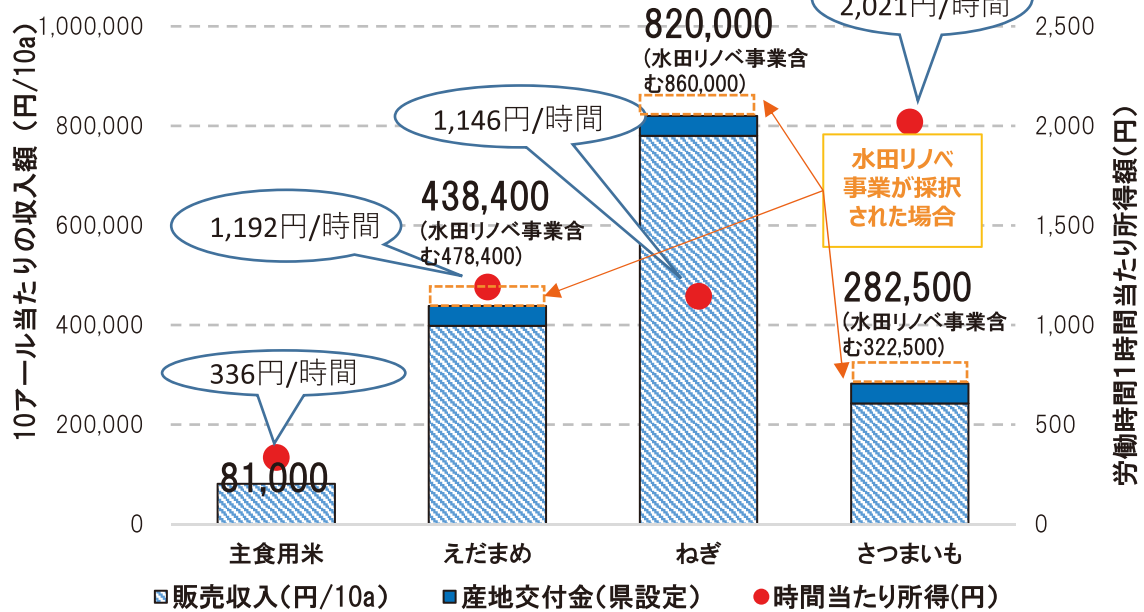 10アール当たりの収入額（円/10a）
1,000,000
800,000
600,000
400,000
200,000
0
2,500
2,000
1,500
1,000
500
0
労働時間1時間当たり所得額(円)
2,021円/時間
820,000
(水田リノベ事業含
む860,000)
1,146円/時間
水田リノベ
事業が採択
された場合
438,400
(水田リノベ事業含
む478,400)
1,192円/時間
282,500
(水田リノベ事業含
む322,500)
336円/時間
81,000
主食用米
えだまめ
ねぎ
さつまいも
販売収入(円/10a)
産地交付金(県設定)
時間当たり所得(円)